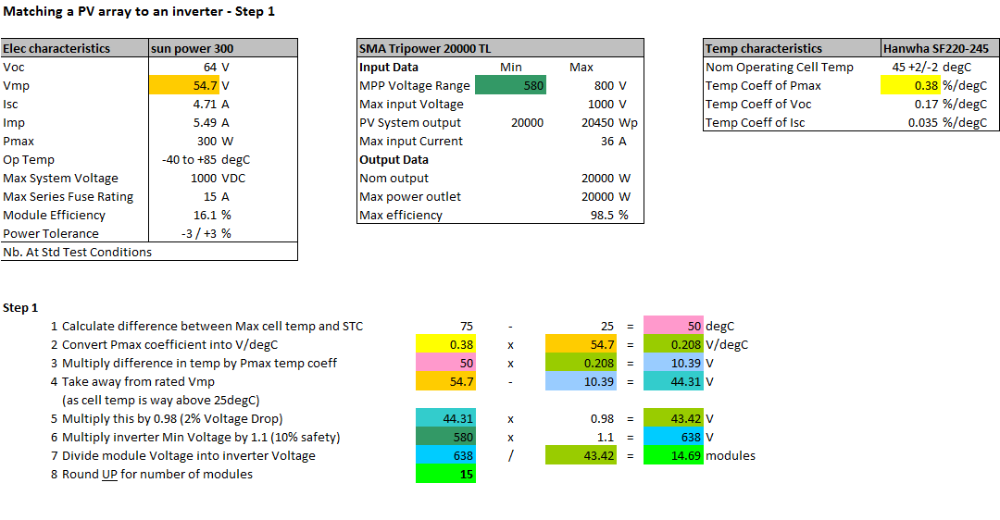 Matching a PV array to an inverter - Step 1
Elec characteristics sun power 300
Voc 64 V
Vmp 54.7 V
Isc 4.71 A
Imp 5.49 A
Pmax 300 W
Op Temp -40 to +85 degC
Max System Voltage 1000 VDC
Max Series Fuse Rating 15 A
Module Efficiency 16.1 %
Power Tolerance -3 / +3 %
Nb. At Std Test Conditions
SMA Tripower 20000 TL
Input Data Min Max
MPP Voltage Range 580 800 V
Max input Voltage 1000 V
PV System output 20000 20450 Wp
Max input Current 36 A
Output Data
Nom output 20000 W
Max power outlet 20000 W
Max efficiency 98.5 %
Temp characteristics Hanwha SF220-245
Nom Operating Cell Temp 45 +2/-2 degC
Temp Coeff of Pmax 0.38 %/degC
Temp Coeff of Voc 0.17 %/degC
Temp Coeff of Isc 0.035 %/degC
Step 1
1 Calculate difference between Max cell temp and STC 75 - 25 = 50 degC
2 Convert Pmax coefficient into V/degC 0.38 x 54.7 = 0.208 V/degC
3 Multiply difference in temp by Pmax temp coeff 50 x 0.208 = 10.39 V
4 Take away from rated Vmp 54.7 - 10.39 = 44.31 V
(as cell temp is way above 25degC)
5 Multiply this by 0.98 (2% Voltage Drop) 44.31 x 0.98 = 43.42 V
6 Multiply inverter Min Voltage by 1.1 (10% safety) 580 x 1.1 = 638 V
7 Divide module Voltage into inverter Voltage 638 / 43.42 = 14.69 modules
8 Round UP for number of modules 15